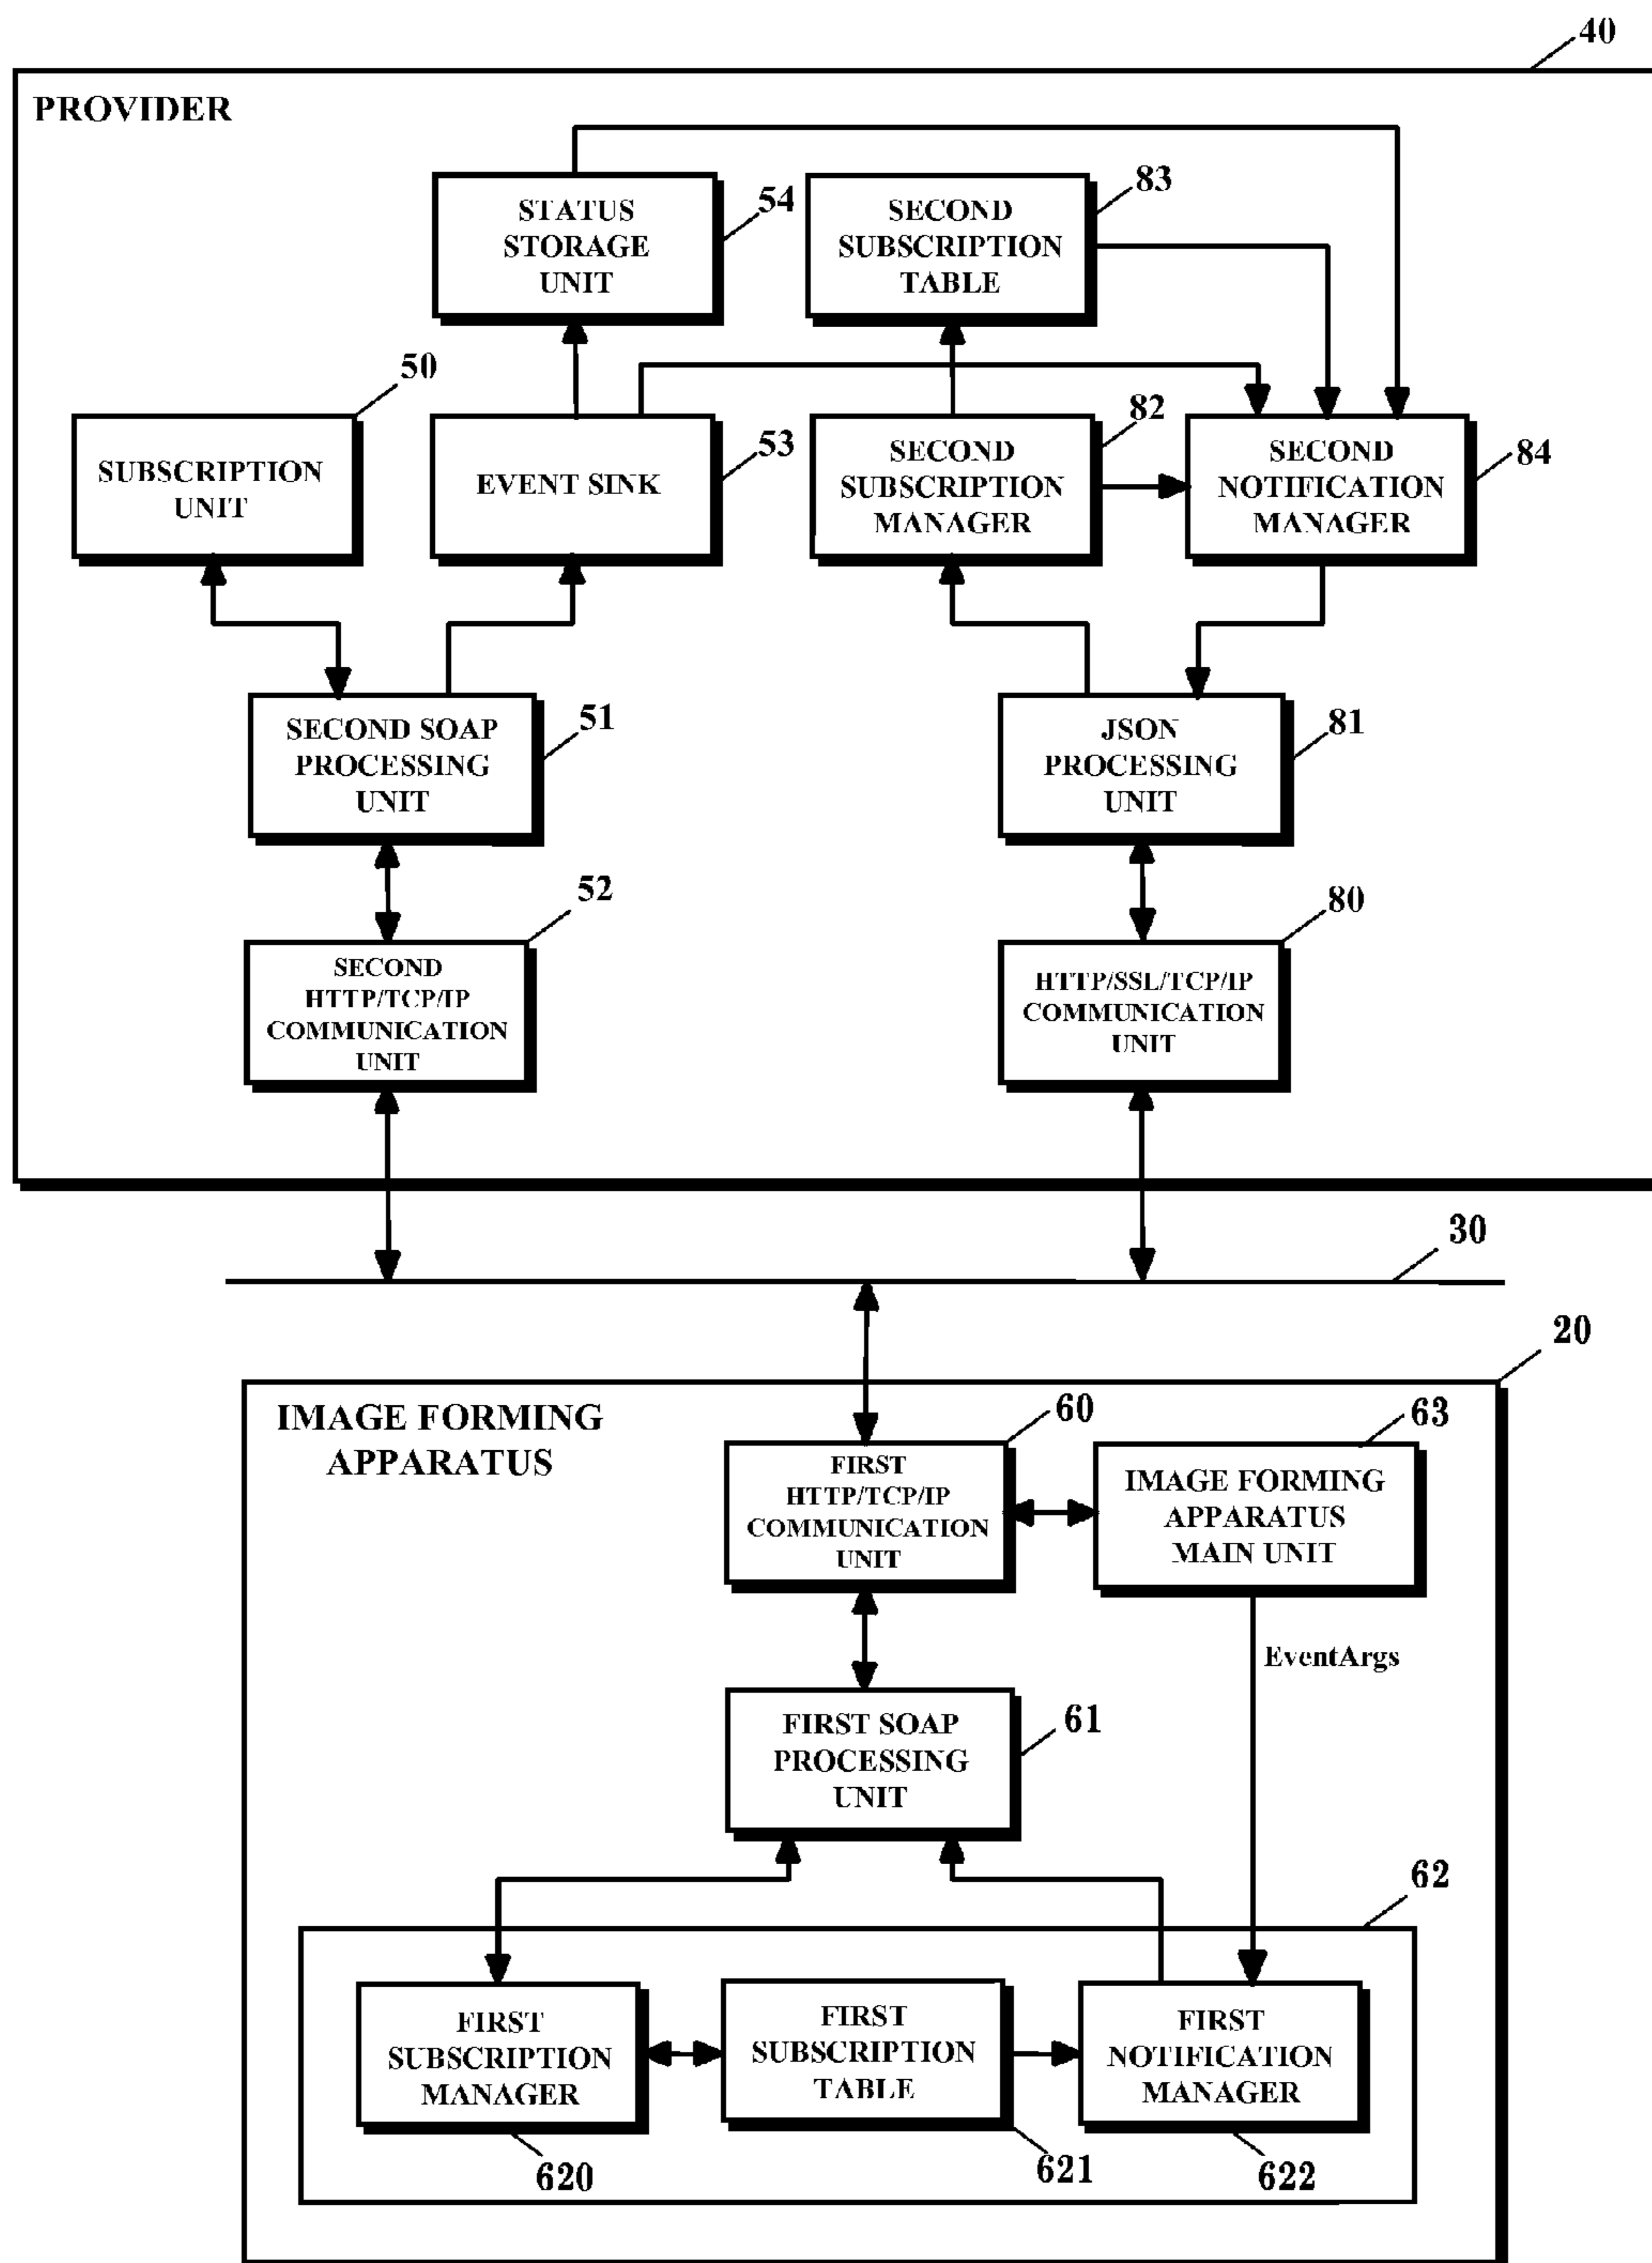 40
PROVIDER
STATUS
STORAGE
UNIT
54
SECOND
SUBSCRIPTION
TABLE
83
SUBSCRIPTION
UNIT
50
EVENT SINK
53
SECOND
SUBSCRIPTION
MANAGER
82
SECOND
NOTIFICATION
MANAGER
84
SECOND SOAP
PROCESSING
UNIT
51
JSON
PROCESSING
UNIT
81
SECOND
HTTP/TCP/IP
COMMUNICATION
UNIT
52
HTTP/SSL/TCP/IP
COMMUNICATION
UNIT
80
30
20
IMAGE FORMING
APPARATUS
FIRST
HTTP/TCP/IP
COMMUNICATION
UNIT
60
IMAGE FORMING
APPARATUS
MAIN UNIT
63
EventArgs
FIRST SOAP
PROCESSING
UNIT
61
62
FIRST
SUBSCRIPTION
MANAGER
620
FIRST
SUBSCRIPTION
TABLE
621
FIRST
NOTIFICATION
MANAGER
622